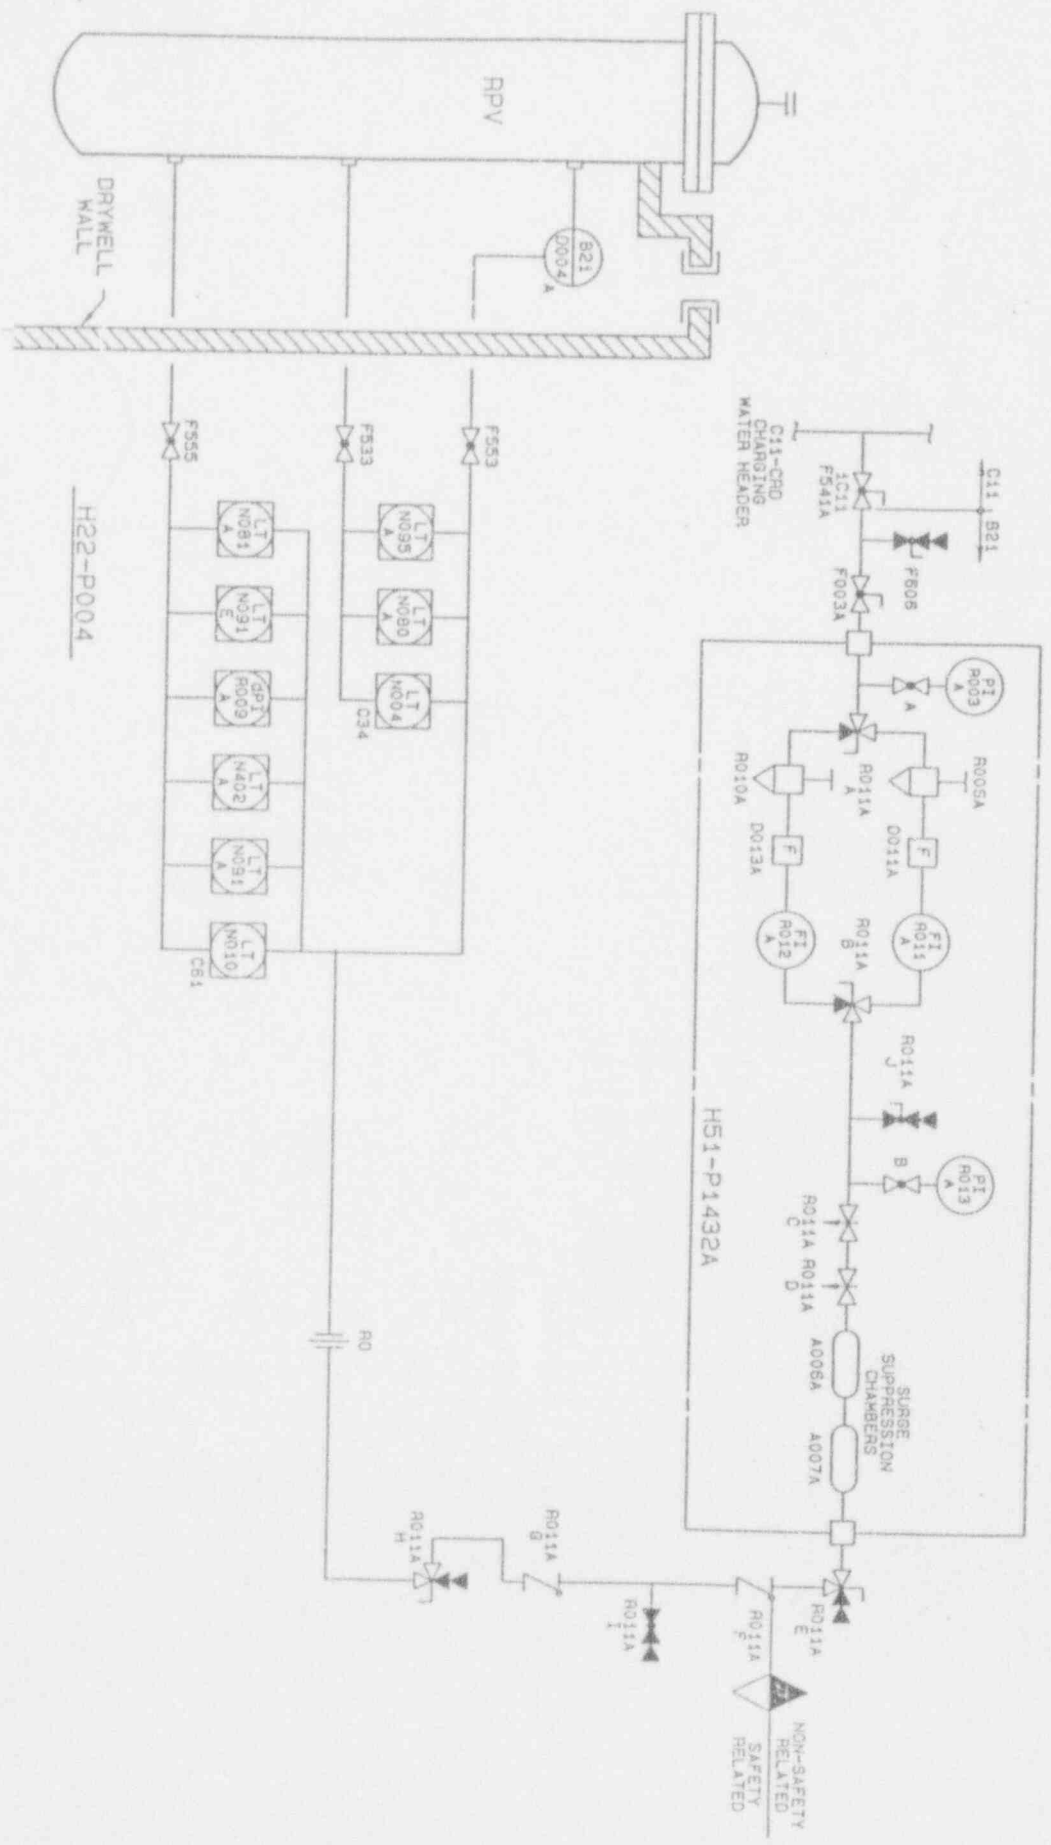 RPV
DRYWELL
WALL
B21
D004
A
F555
F533
F553
H22-P004
LT
N081
A
LT
N091
E
dPI
R009
A
LT
N402
A
LT
N091
A
LT
N010
C61
LT
N095
A
LT
N080
A
LT
N004
C34
C11-CRD
CHARGING
WATER HEADER
1C11
F541A
C11, B21
F606
F003A
PI
R003
A
A
R011A
A
R005A
R010A
D011A
F
D013A
F
FI
R011
A
FI
R012
A
R011A
B
R011A
J
PI
R013
A
B
R011A
C
R011A
D
A006A
SURGE
SUPPRESSION
CHAMBERS
A007A
H51-P1432A
RO
R011A
H
R011A
G
R011A
I
R011A
F
R011A
E
NON-SAFETY
RELATED
SAFETY
RELATED